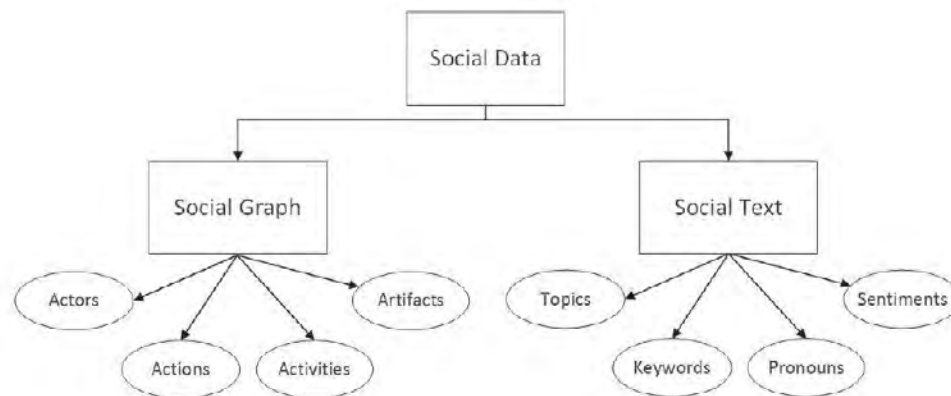 Social Data
Social Graph
Social Text
Actors
Artifacts
Topics
Sentiments
Actions
Activities
Keywords
Pronouns